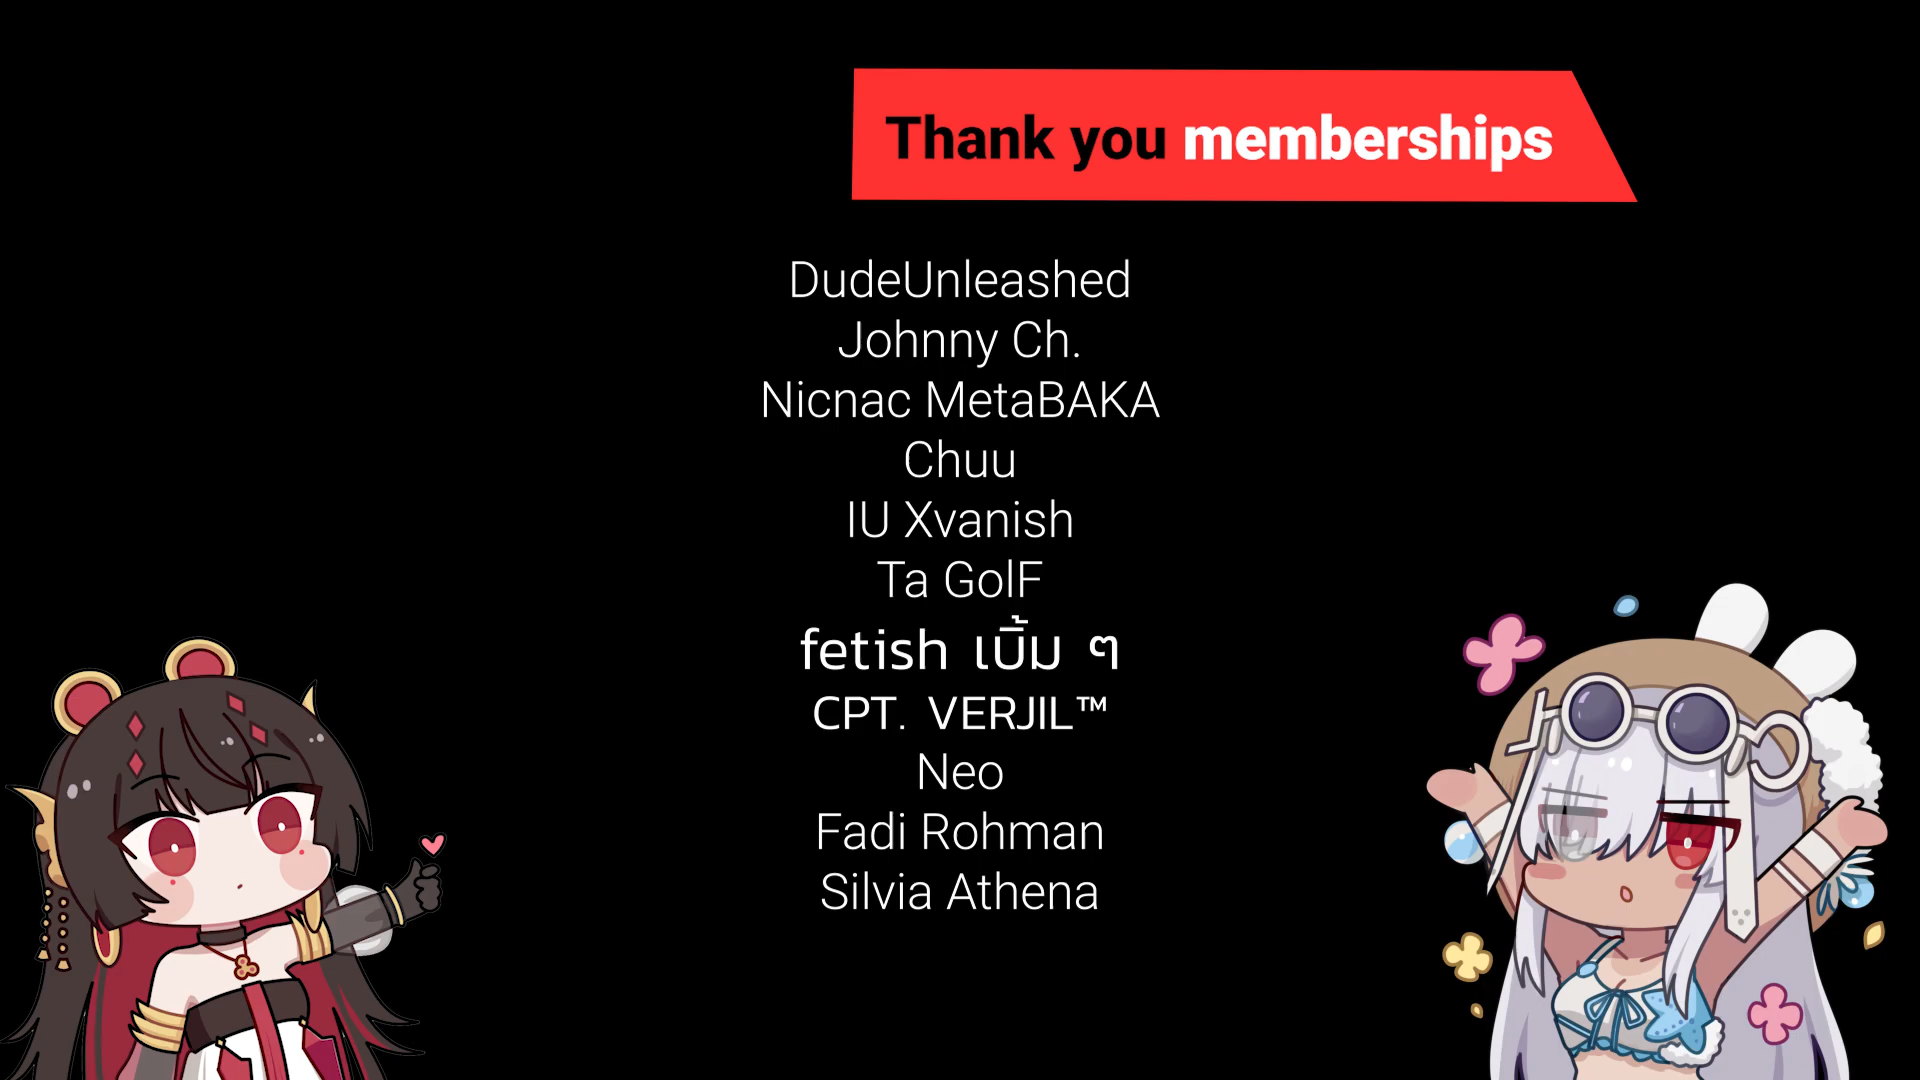 Thank you memberships
DudeUnleashed
Johnny Ch.
Nicnac MetaBAKA
Chuu
IU Xvanish
Ta GolF
fetish เบิ้ม ๆ
CPT. VERJIL™
Neo
Fadi Rohman
Silvia Athena